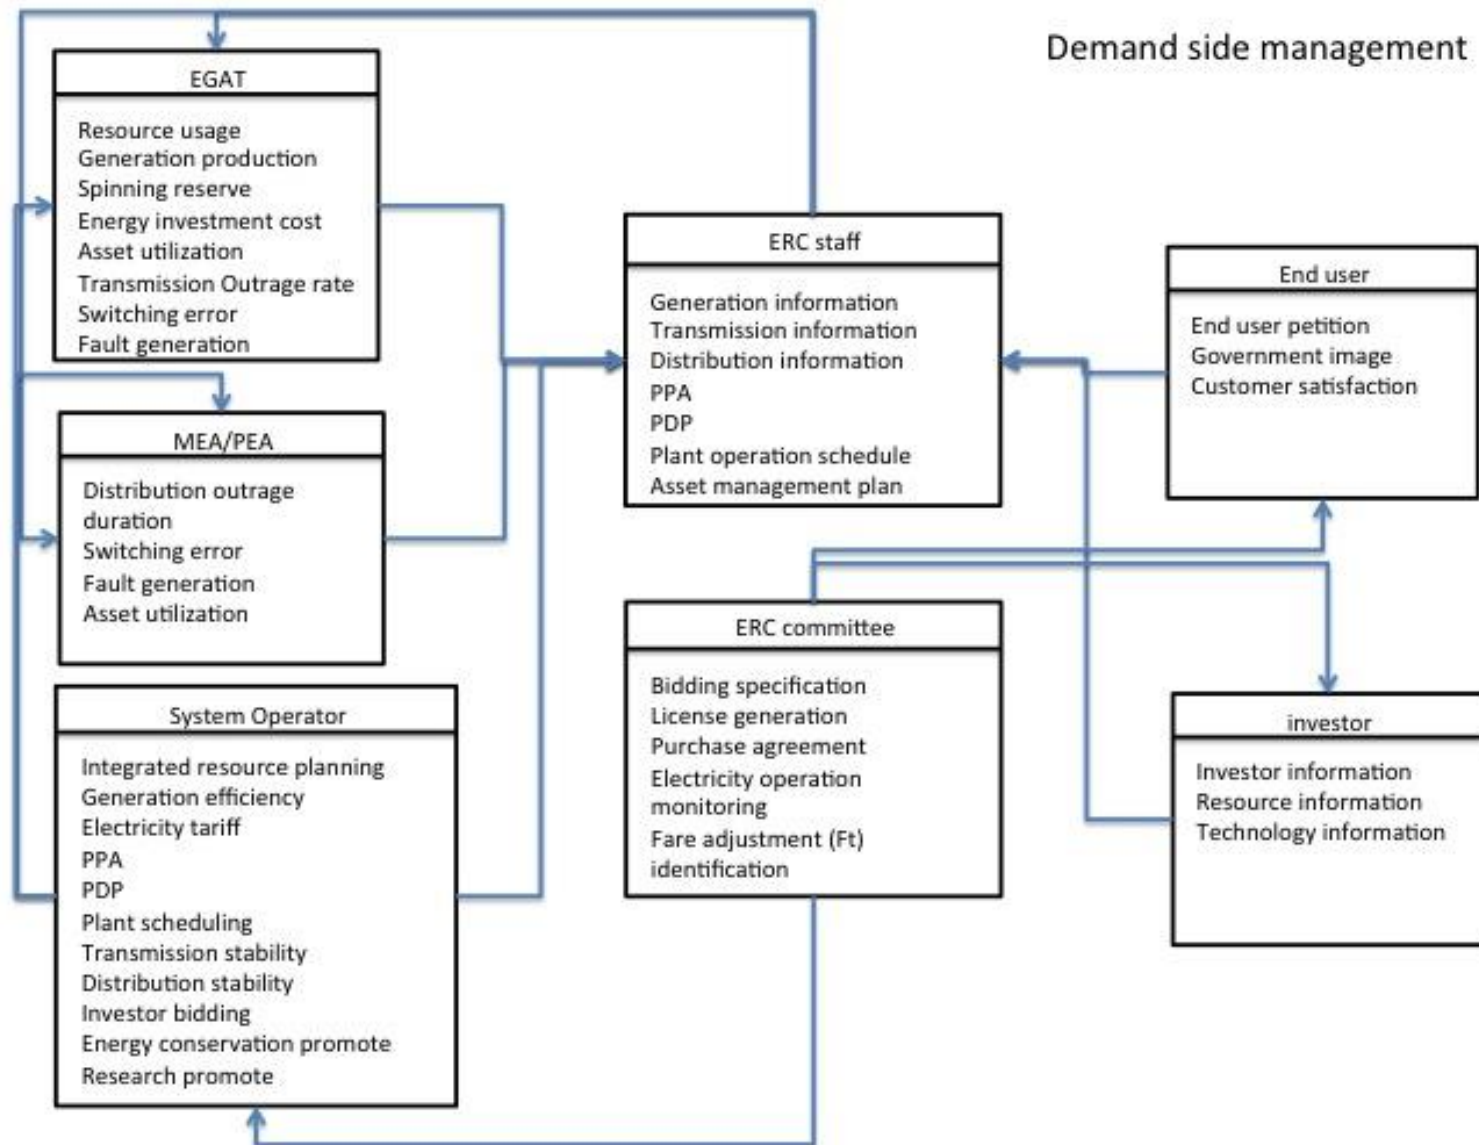 Demand side management
EGAT
Resource usage
Generation production
Spinning reserve
Energy investment cost
Asset utilization
Transmission Outrage rate
Switching error
Fault generation
MEA/PEA
Distribution outrage
duration
Switching error
Fault generation
Asset utilization
System Operator
Integrated resource planning
Generation efficiency
Electricity tariff
PPA
PDP
Plant scheduling
Transmission stability
Distribution stability
Investor bidding
Energy conservation promote
Research promote
ERC staff
Generation information
Transmission information
Distribution information
PPA
PDP
Plant operation schedule
Asset management plan
ERC committee
Bidding specification
License generation
Purchase agreement
Electricity operation
monitoring
Fare adjustment (Ft)
identification
End user
End user petition
Government image
Customer satisfaction
investor
Investor information
Resource information
Technology information